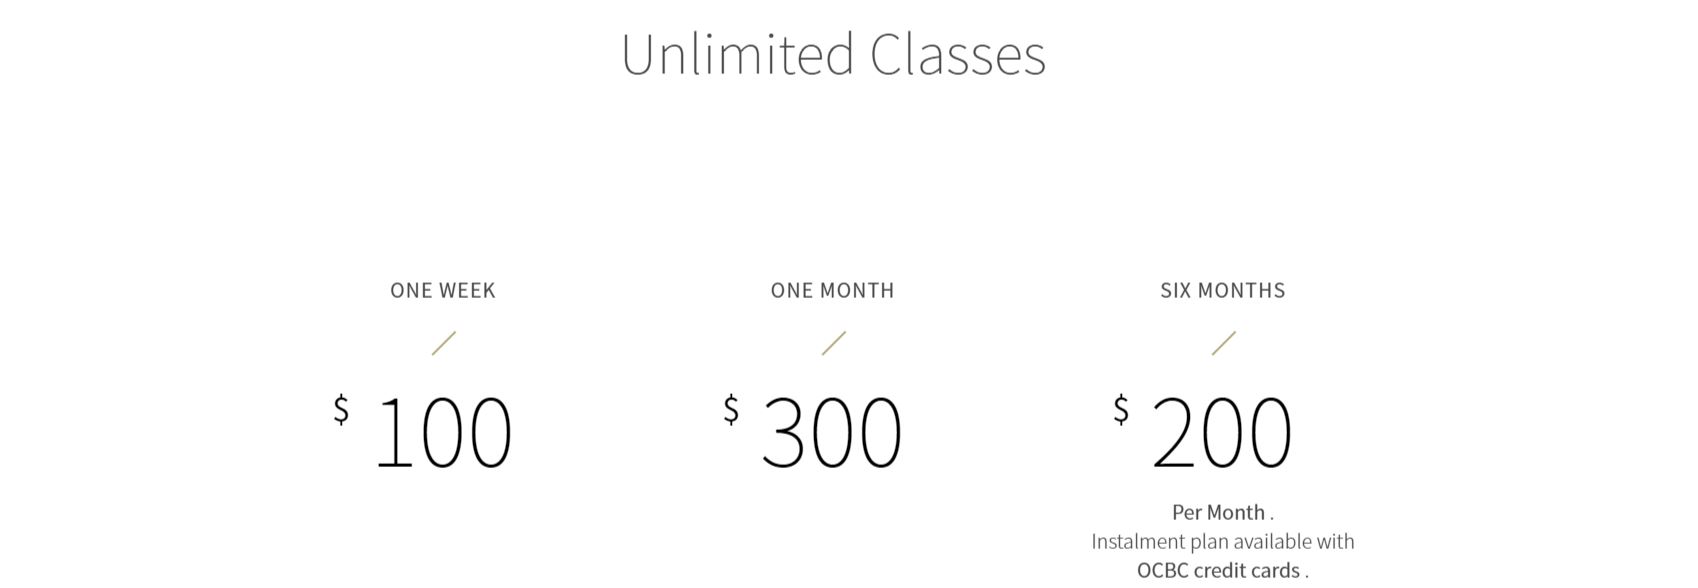 Unlimited Classes
ONE WEEK
$ 100
ONE MONTH
$ 300
SIX MONTHS
$ 200
Per Month .
Instalment plan available with
OCBC credit cards .